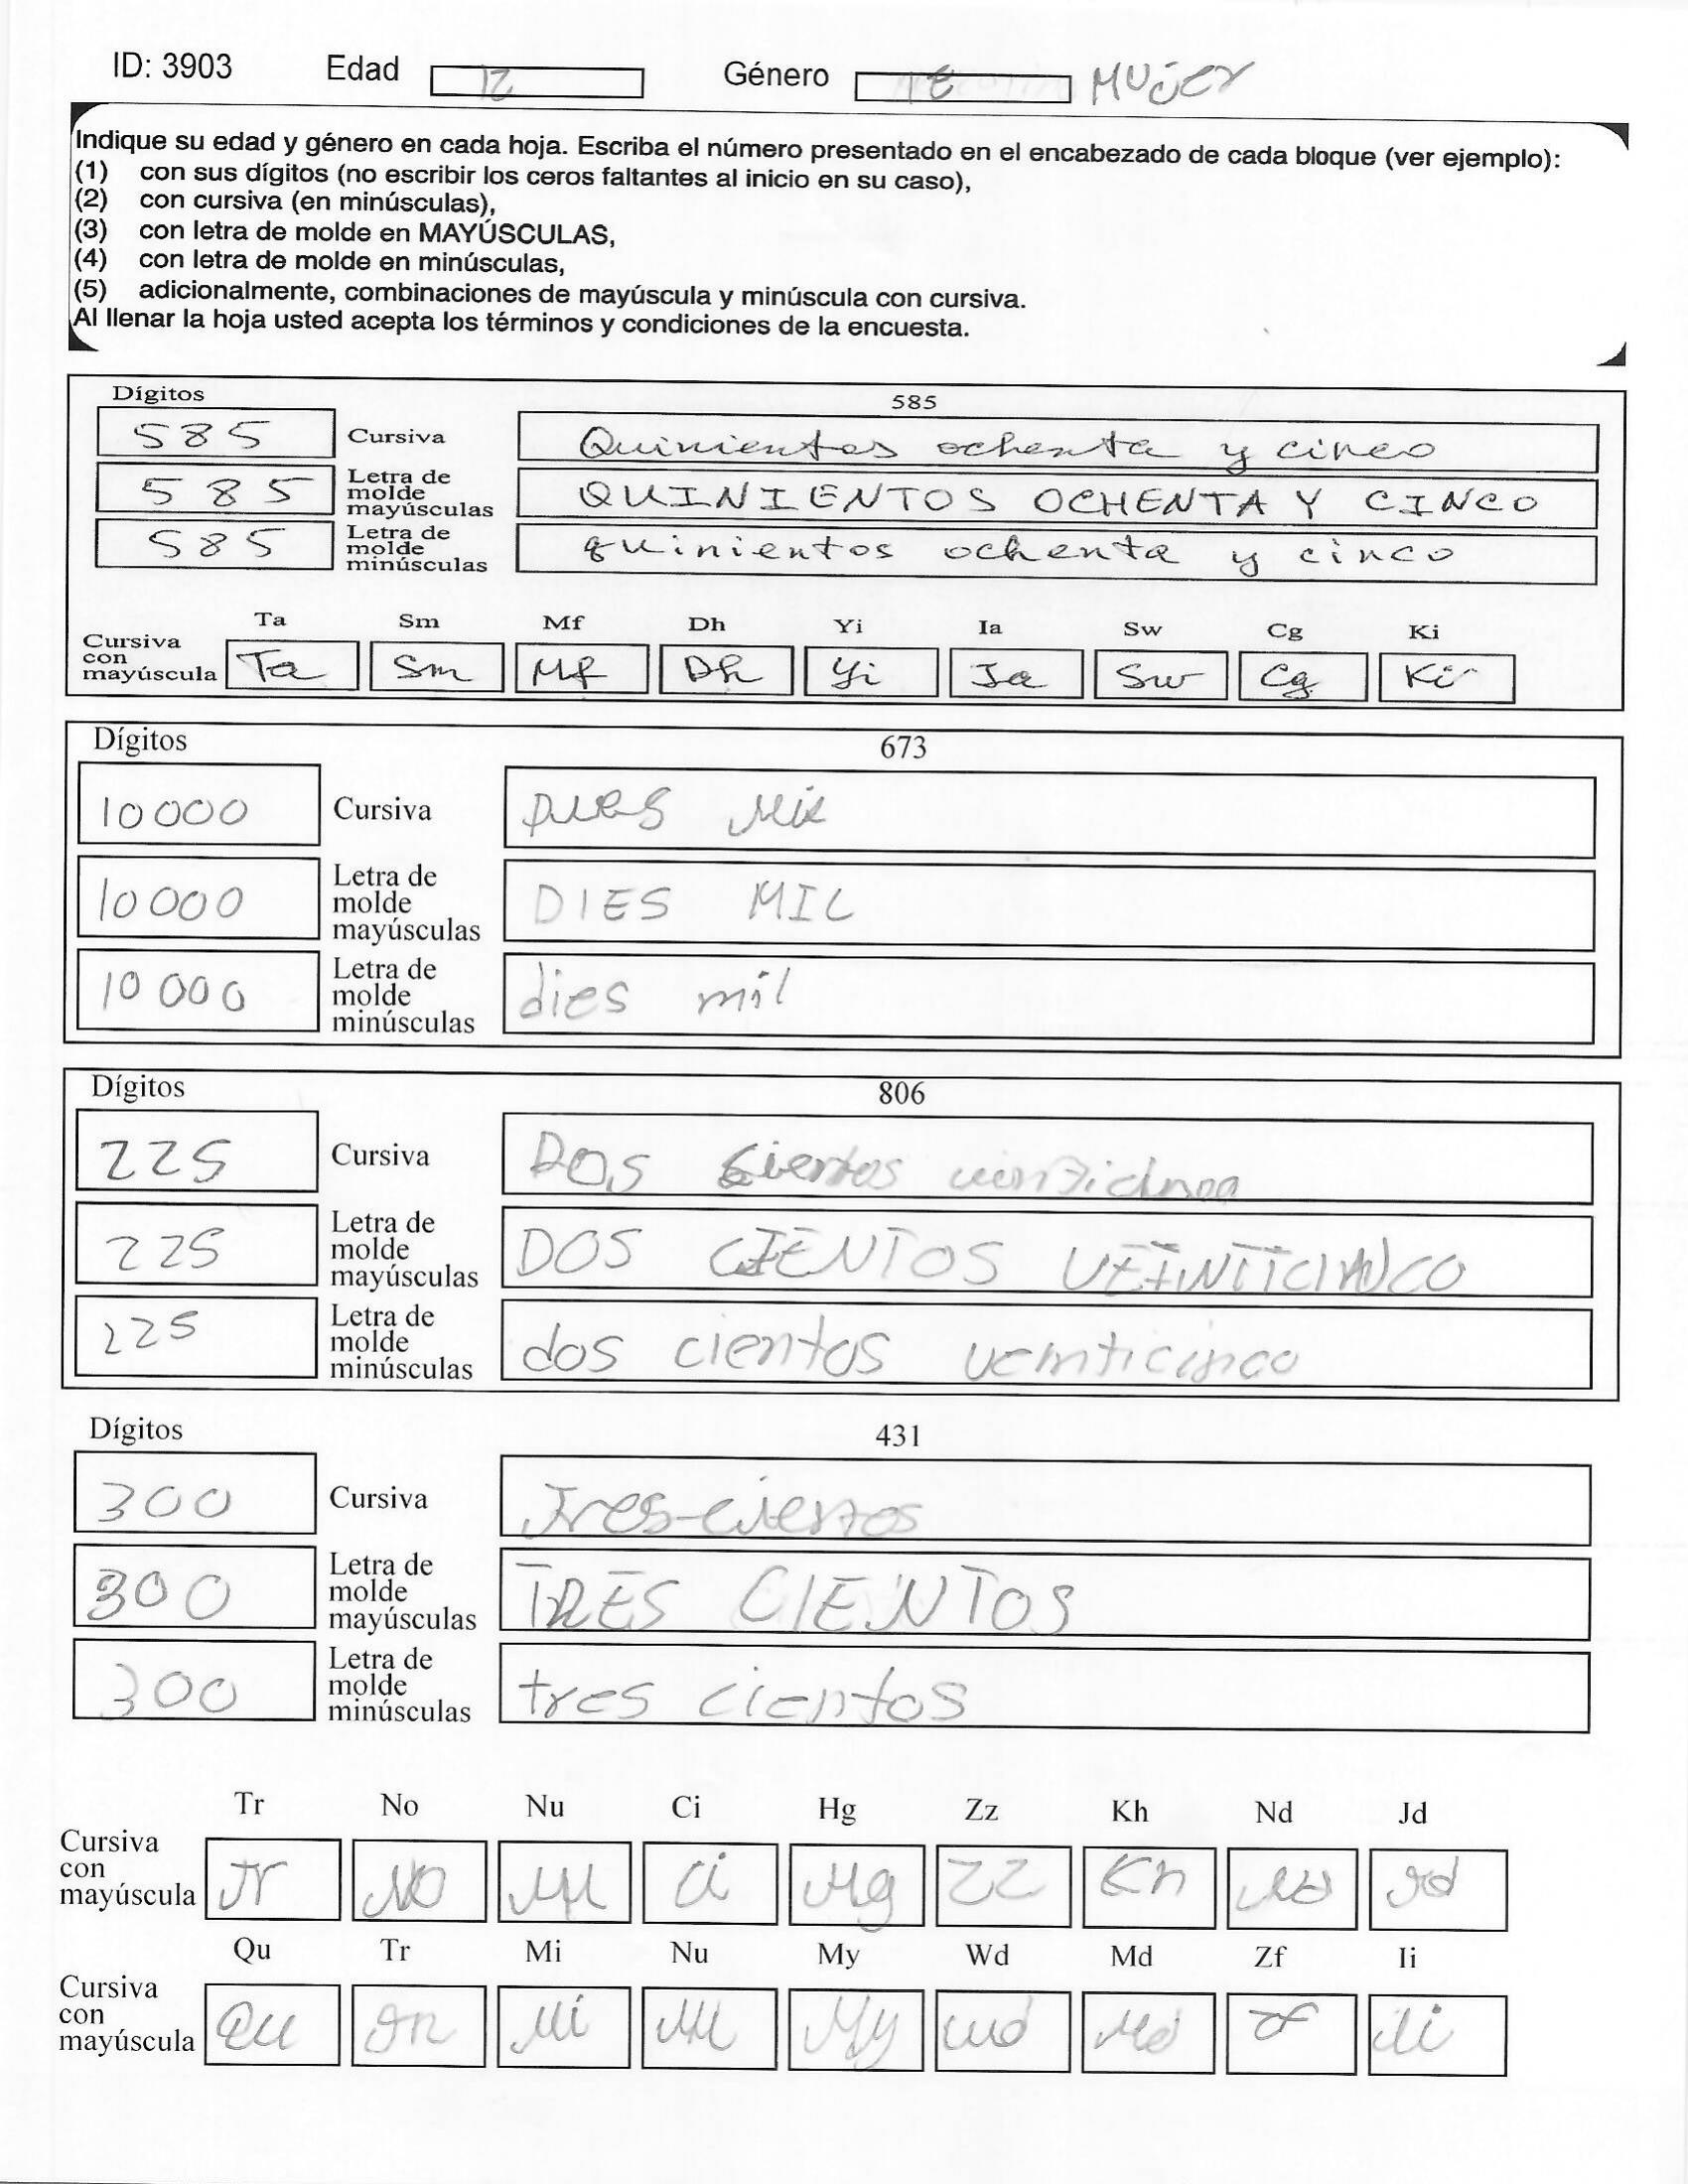 ID: 3903 Edad 12 Género MUJER
Indique su edad y género en cada hoja. Escriba el número presentado en el encabezado de cada bloque (ver ejemplo):
(1) con sus dígitos (no escribir los ceros faltantes al inicio en su caso),
(2) con cursiva (en minúsculas),
(3) con letra de molde en MAYÚSCULAS,
(4) con letra de molde en minúsculas,
(5) adicionalmente, combinaciones de mayúscula y minúscula con cursiva.
Al llenar la hoja usted acepta los términos y condiciones de la encuesta.
Dígitos 585
585 Cursiva Quinientos ochenta y cinco
585 Letra de molde mayúsculas QUINIENTOS OCHENTA Y CINCO
585 Letra de molde minúsculas quinientos ochenta y cinco
Ta Sm Mf Dh Yi Ia Sw Cg Ki
Cursiva con mayúscula Ta Sm Mf Dh Yi Ia Sw Cg Ki
Dígitos 673
10000 Cursiva Dies Mil
10000 Letra de molde mayúsculas DIES MIL
10000 Letra de molde minúsculas dies mil
Dígitos 806
225 Cursiva Dos cientos
225 Letra de molde mayúsculas DOS CIENTOS VEINTICINCO
225 Letra de molde minúsculas dos cientos veinticinco
Dígitos 431
300 Cursiva Tres-cientos
300 Letra de molde mayúsculas TRES CIENTOS
300 Letra de molde minúsculas tres cientos
Tr No Nu Ci Hg Zz Kh Nd Jd
Cursiva con mayúscula Tr No Nu Ci Hg ZZ Kh Nd Jd
Qu Tr Mi Nu My Wd Md Zf Ii
Cursiva con mayúscula Qu Mi Nu My Wd Md Zf Ii